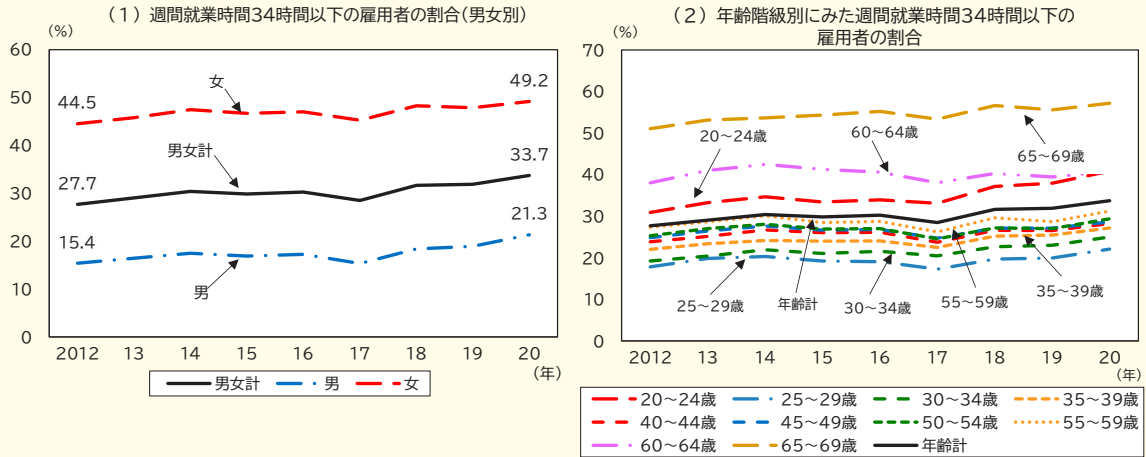 （１）週間就業時間34時間以下の雇用者の割合（男女別）
(%)
60
50
40
30
20
10
0
44.5
49.2
女
男女計
27.7
33.7
15.4
21.3
男
2012 13 14 15 16 17 18 19 20
(年)
男女計 男 女
（２）年齢階級別にみた週間就業時間34時間以下の
雇用者の割合
(%)
70
60
50
40
30
20
10
0
20～24歳
60～64歳
65～69歳
25～29歳
年齢計
30～34歳
55～59歳
35～39歳
2012 13 14 15 16 17 18 19 20
(年)
20～24歳 25～29歳 30～34歳 35～39歳
40～44歳 45～49歳 50～54歳 55～59歳
60～64歳 65～69歳 年齢計